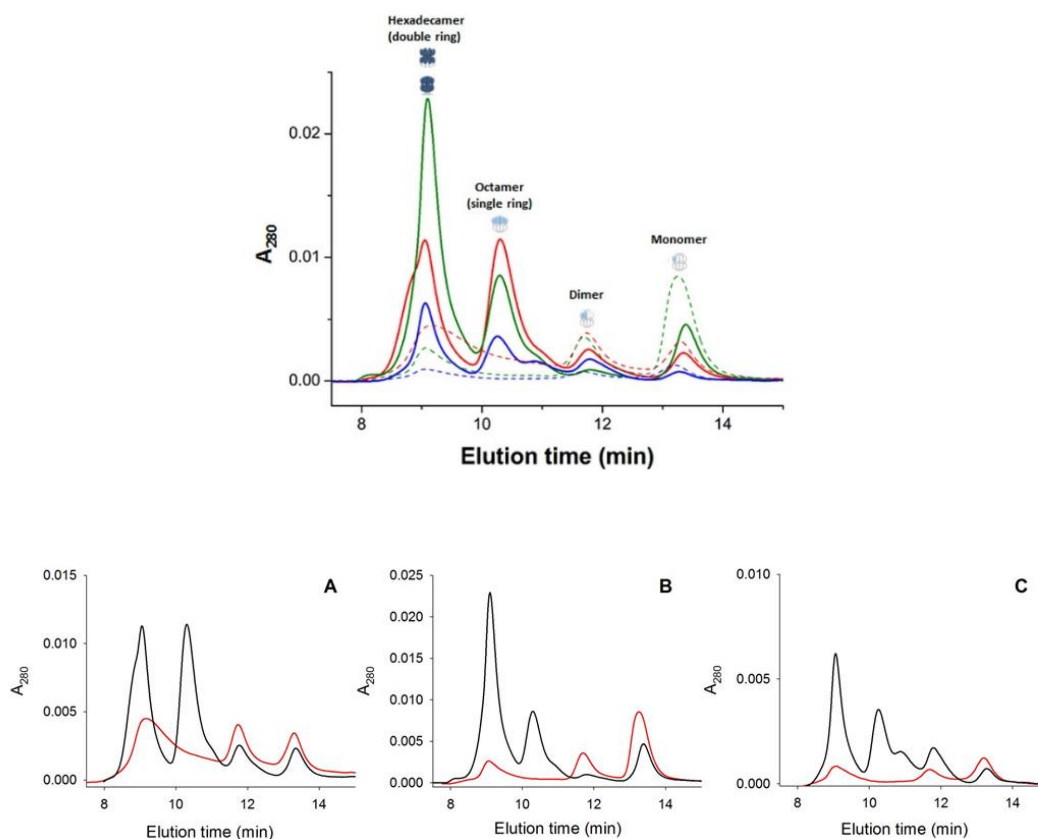 Hexadecamer
(double ring)
Octamer
(single ring)
Dimer
Monomer
0.02
0.01
0.00
A280
8 10 12 14
Elution time (min)
A
0.015
0.010
0.005
0.000
A280
8 10 12 14
Elution time (min)
B
0.025
0.020
0.015
0.010
0.005
0.000
A280
8 10 12 14
Elution time (min)
C
0.010
0.005
0.000
A280
8 10 12 14
Elution time (min)